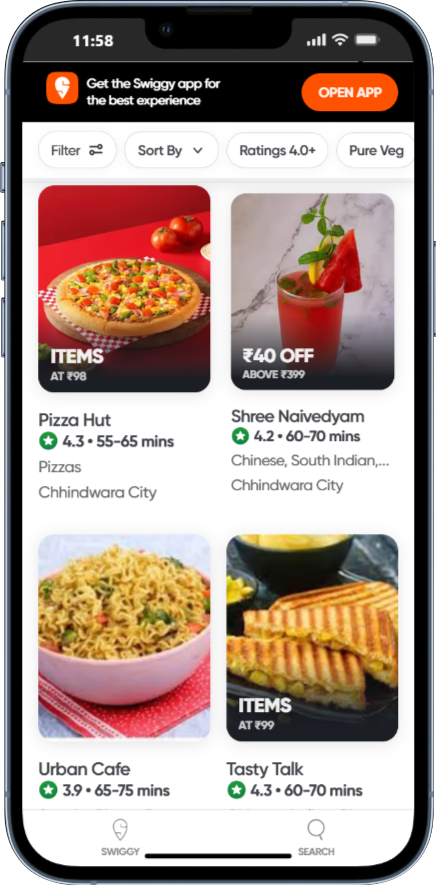 11:58
Get the Swiggy app for
the best experience
OPEN APP
Filter
Sort By
Ratings 4.0+
Pure Veg
ITEMS
AT ₹98
₹40 OFF
ABOVE ₹399
Pizza Hut
4.3 • 55-65 mins
Pizzas
Chhindwara City
Shree Naivedyam
4.2 • 60-70 mins
Chinese, South Indian,...
Chhindwara City
ITEMS
AT ₹99
Urban Cafe
3.9 • 65-75 mins
Tasty Talk
4.3 • 60-70 mins
SWIGGY
SEARCH